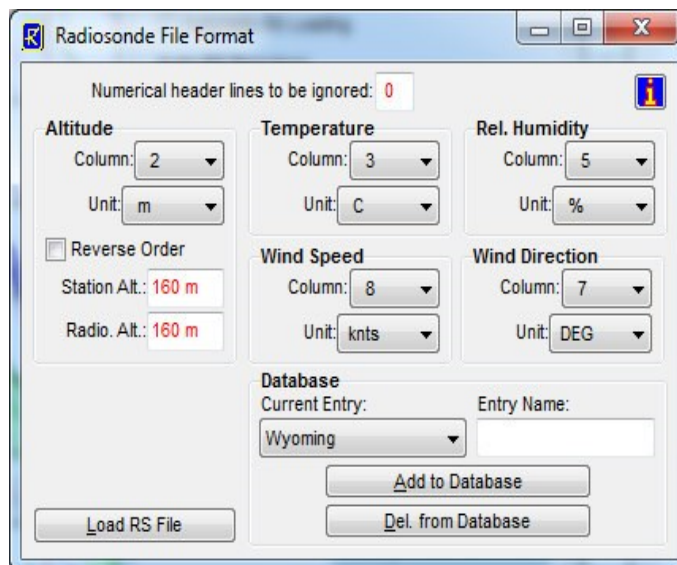 Radiosonde File Format
Numerical header lines to be ignored: 0
Altitude
Column: 2
Unit: m
Reverse Order
Station Alt.: 160 m
Radio. Alt.: 160 m
Temperature
Column: 3
Unit: C
Rel. Humidity
Column: 5
Unit: %
Wind Speed
Column: 8
Unit: knts
Wind Direction
Column: 7
Unit: DEG
Database
Current Entry:
Wyoming
Entry Name:
Add to Database
Del. from Database
Load RS File